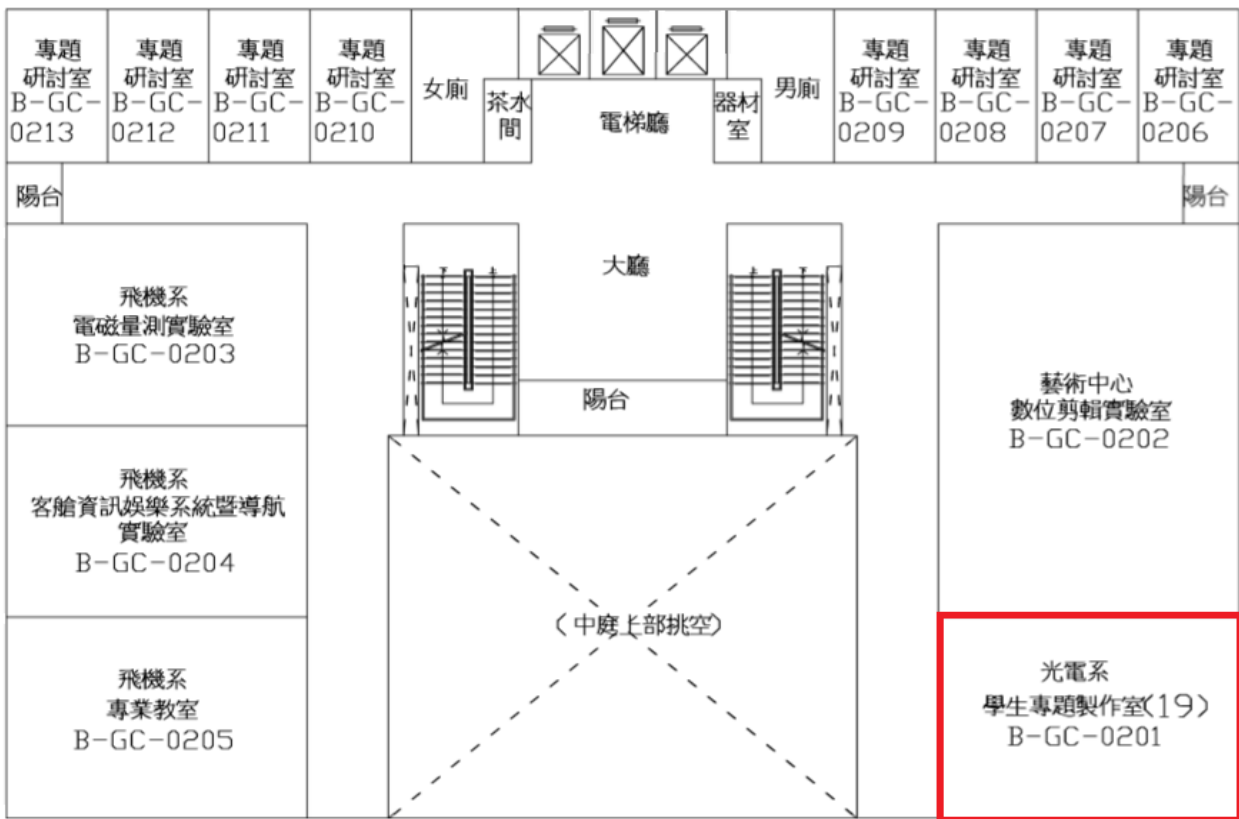 專題
研討室
B-GC-
0213
專題
研討室
B-GC-
0212
專題
研討室
B-GC-
0211
專題
研討室
B-GC-
0210
女廁
茶水
間
電梯廳
器材
室
男廁
專題
研討室
B-GC-
0209
專題
研討室
B-GC-
0208
專題
研討室
B-GC-
0207
專題
研討室
B-GC-
0206
陽台
陽台
大廳
飛機系
電磁量測實驗室
B-GC-0203
下
上
上
下
陽台
藝術中心
數位剪輯實驗室
B-GC-0202
飛機系
客艙資訊娛樂系統暨導航
實驗室
B-GC-0204
(中庭上部挑空)
飛機系
專業教室
B-GC-0205
光電系
學生專題製作室(19)
B-GC-0201